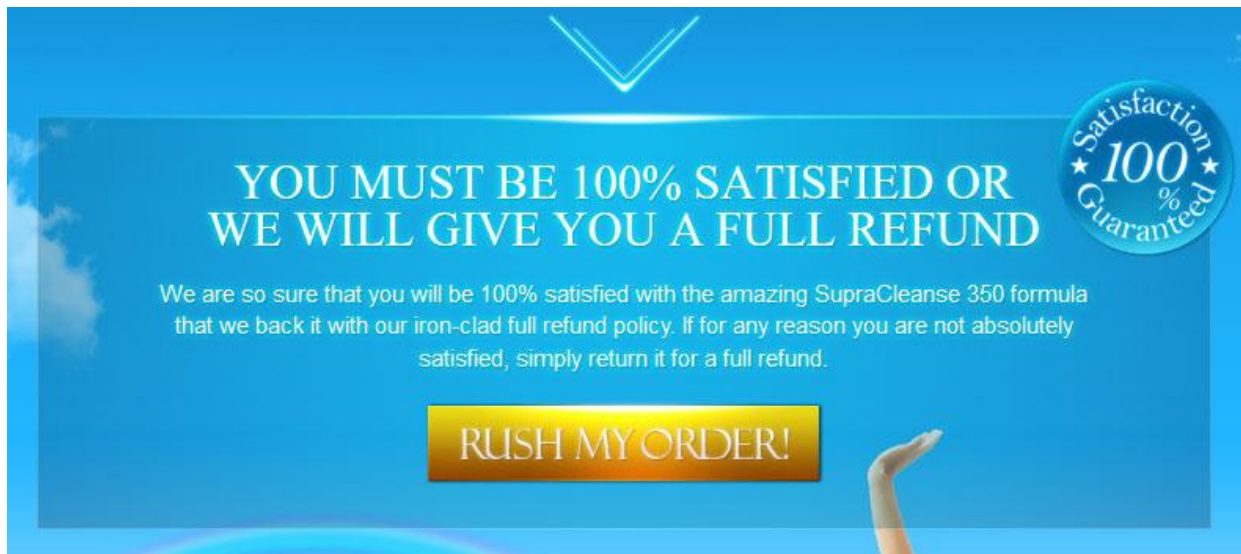 Satisfaction
100
%
Guaranteed
YOU MUST BE 100% SATISFIED OR
WE WILL GIVE YOU A FULL REFUND
We are so sure that you will be 100% satisfied with the amazing SupraCleanse 350 formula
that we back it with our iron-clad full refund policy. If for any reason you are not absolutely
satisfied, simply return it for a full refund.
RUSH MY ORDER!